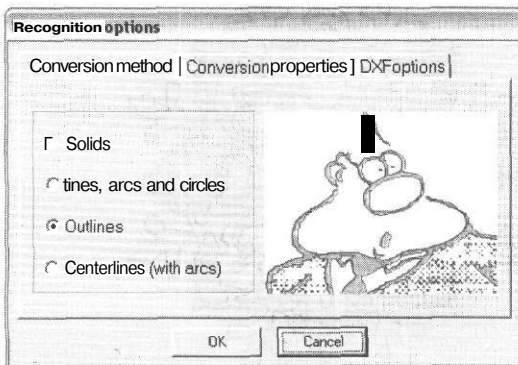 Recognition options
Conversion method | Conversion properties ] DXF options |
Γ Solids
tines, arcs and circles
Outlines
Centerlines (with arcs)
OK Cancel